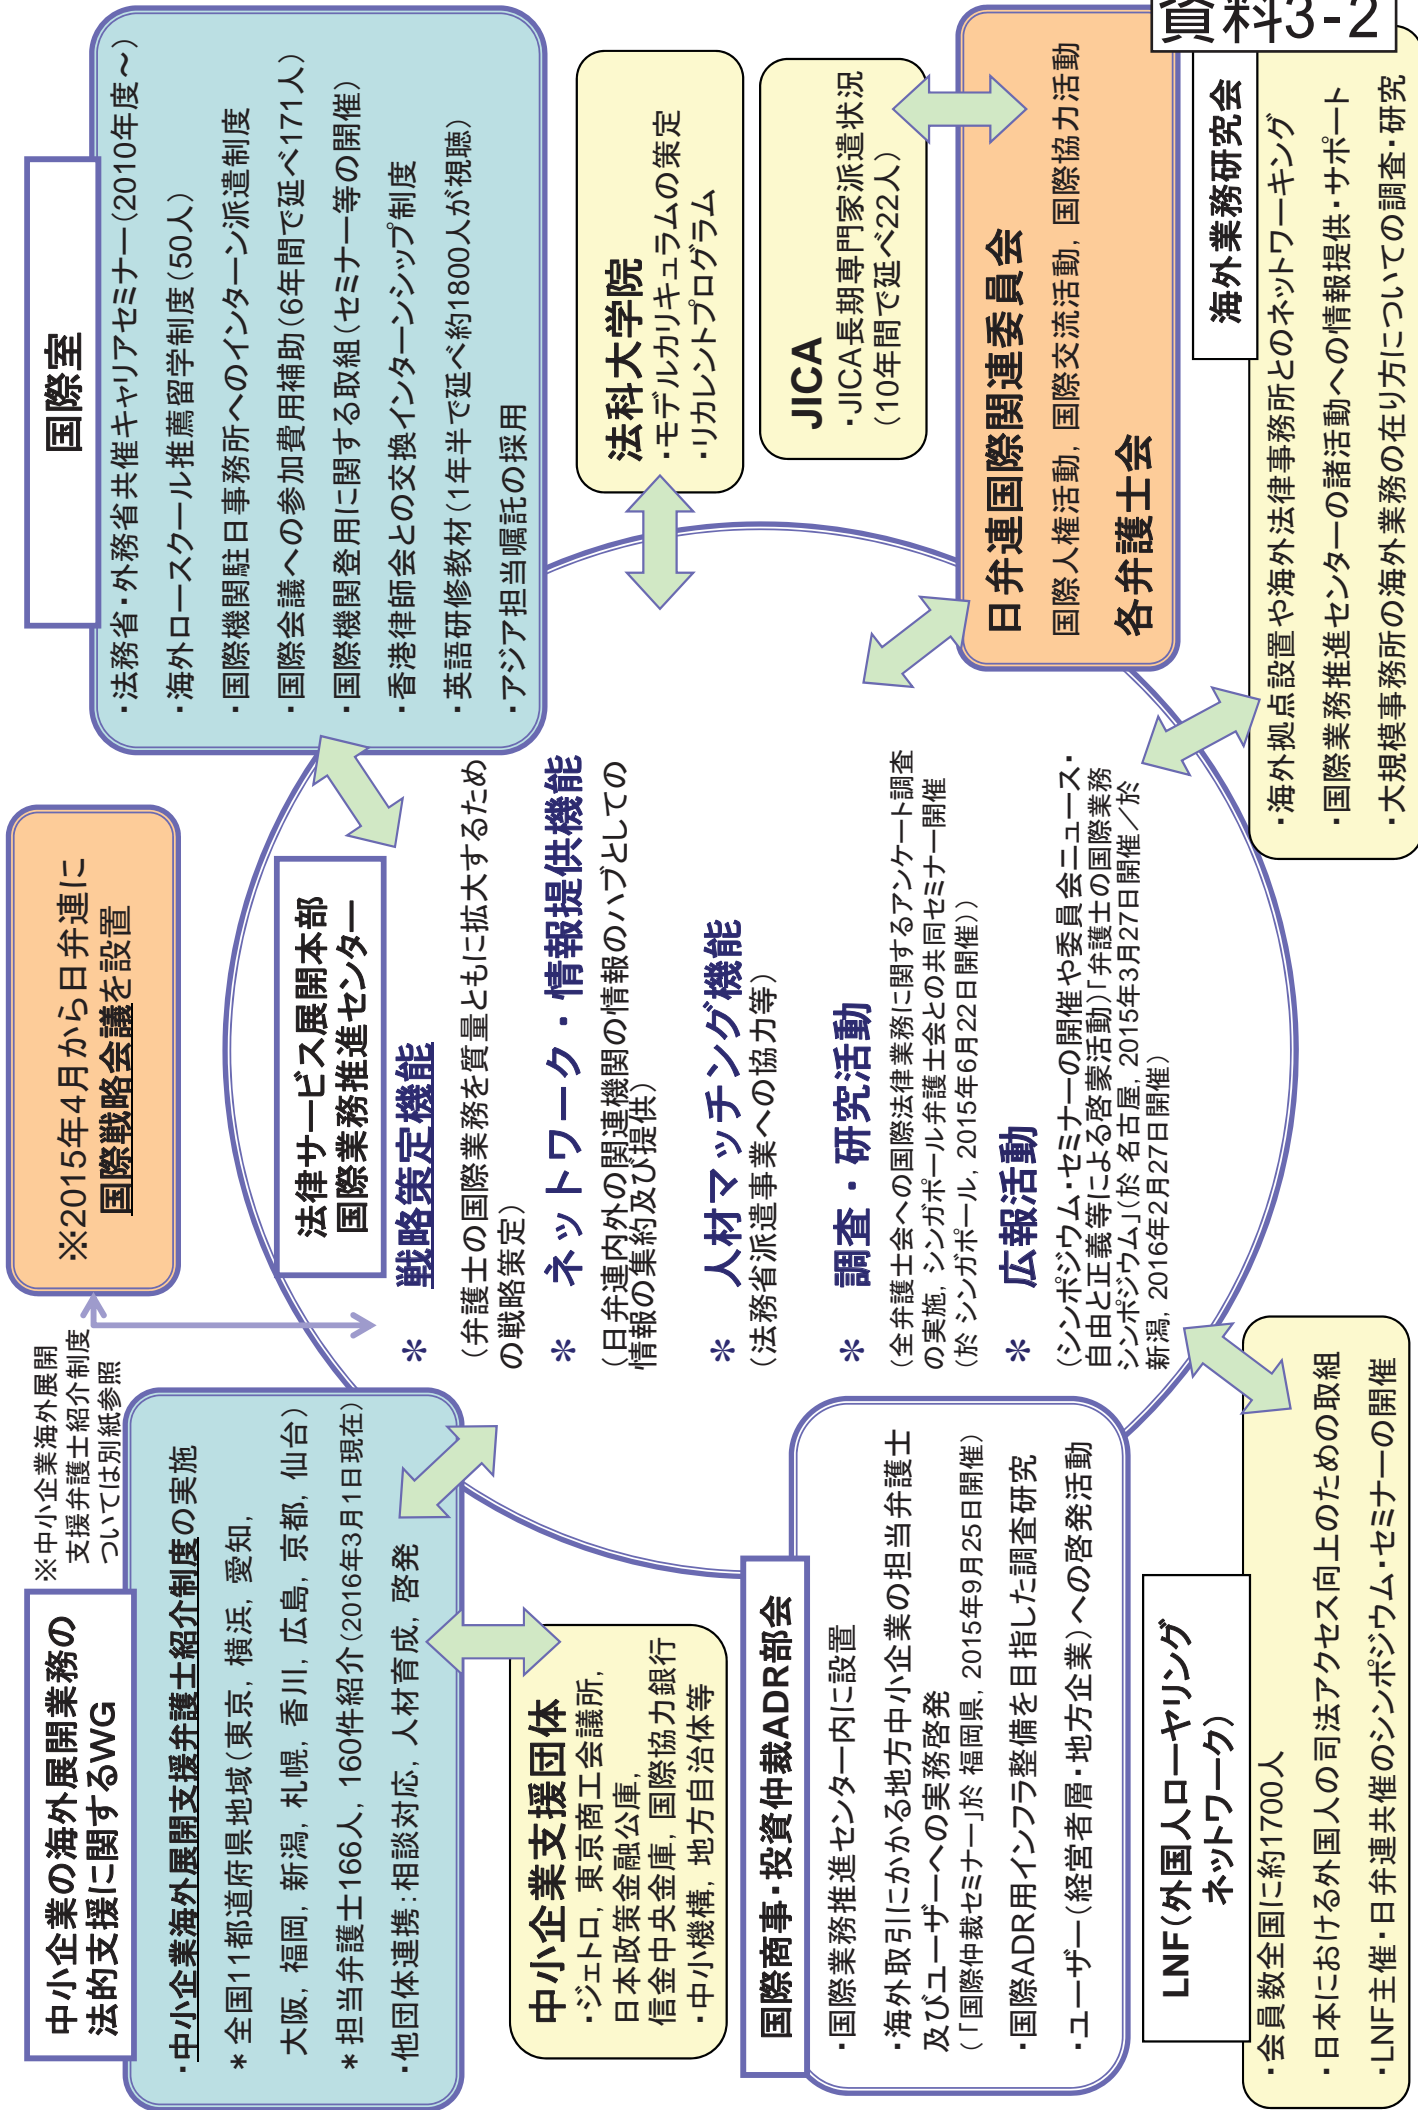 資料3-2
※2015年4月から日弁連に
国際戦略会議を設置
※中小企業海外展開
支援弁護士紹介制度
ついては別紙参照
中小企業の海外展開業務の
法的支援に関するWG
・中小企業海外展開支援弁護士紹介制度の実施
＊全国11都道府県地域（東京，横浜，愛知，
大阪，福岡，新潟，札幌，香川，広島，京都，仙台）
＊担当弁護士166人，160件紹介（2016年3月1日現在）
・他団体連携：相談対応，人材育成，啓発
中小企業支援団体
・ジェトロ，東京商工会議所，
日本政策金融公庫，
信金中央金庫，国際協力銀行
・中小機構，地方自治体等
国際商事・投資仲裁ADR部会
・国際業務推進センター内に設置
・海外取引にかかる地方中小企業の担当弁護士
及びユーザーへの実務啓発
（「国際仲裁セミナー」於 福岡県，2015年9月25日開催）
・国際ADR用インフラ整備を目指した調査研究
・ユーザー（経営者層・地方企業）への啓発活動
LNF（外国人ローヤリング
ネットワーク）
・会員数全国に約1700人
・日本における外国人の司法アクセス向上のための取組
・LNF主催・日弁連共催のシンポジウム・セミナーの開催
法律サービス展開本部
国際業務推進センター
＊ 戦略策定機能
（弁護士の国際業務を質量ともに拡大するため
の戦略策定）
＊ ネットワーク・情報提供機能
（日弁連内外の関連機関の情報のハブとしての
情報の集約及び提供）
＊ 人材マッチング機能
（法務省派遣事業への協力等）
＊ 調査・研究活動
（全弁護士会への国際法律業務に関するアンケート調査
の実施，シンガポール弁護士会との共同セミナー開催
（於 シンガポール，2015年6月22日開催））
＊ 広報活動
（シンポジウム・セミナーの開催や委員会ニュース・
自由と正義等による啓蒙活動）「弁護士の国際業務
シンポジウム」（於 名古屋，2015年3月27日開催／於
新潟，2016年2月27日開催）
国際室
・法務省・外務省共催キャリアセミナー（2010年度～）
・海外ロースクール推薦留学制度（50人）
・国際機関駐日事務所へのインターン派遣制度
・国際会議への参加費用補助（6年間で延べ171人）
・国際機関登用に関する取組（セミナー等の開催）
・香港律師会との交換インターンシップ制度
・英語研修教材（1年半で延べ約1800人が視聴）
・アジア担当嘱託の採用
法科大学院
・モデルカリキュラムの策定
・リカレントプログラム
JICA
・JICA長期専門家派遣状況
（10年間で延べ22人）
日弁連国際関連委員会
国際人権活動，国際交流活動，国際協力活動
各弁護士会
海外業務研究会
・海外拠点設置や海外法律事務所とのネットワーキング
・国際業務推進センターの諸活動への情報提供・サポート
・大規模事務所の海外業務の在り方についての調査・研究